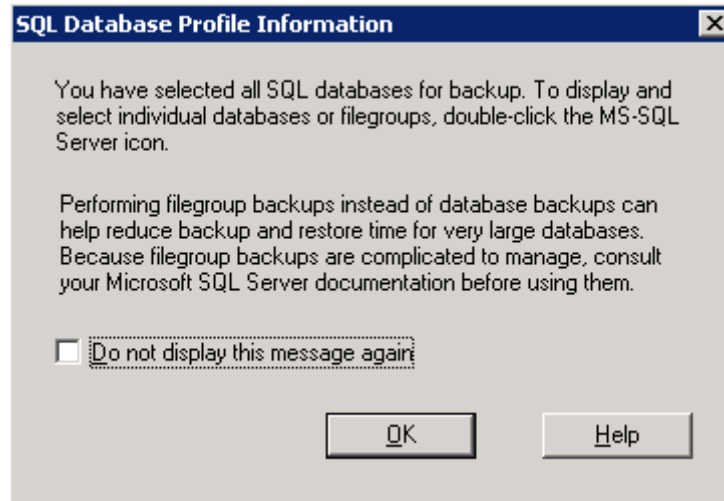 SQL Database Profile Information
You have selected all SQL databases for backup. To display and
select individual databases or filegroups, double-click the MS-SQL
Server icon.
Performing filegroup backups instead of database backups can
help reduce backup and restore time for very large databases.
Because filegroup backups are complicated to manage, consult
your Microsoft SQL Server documentation before using them.
Do not display this message again
OK
Help